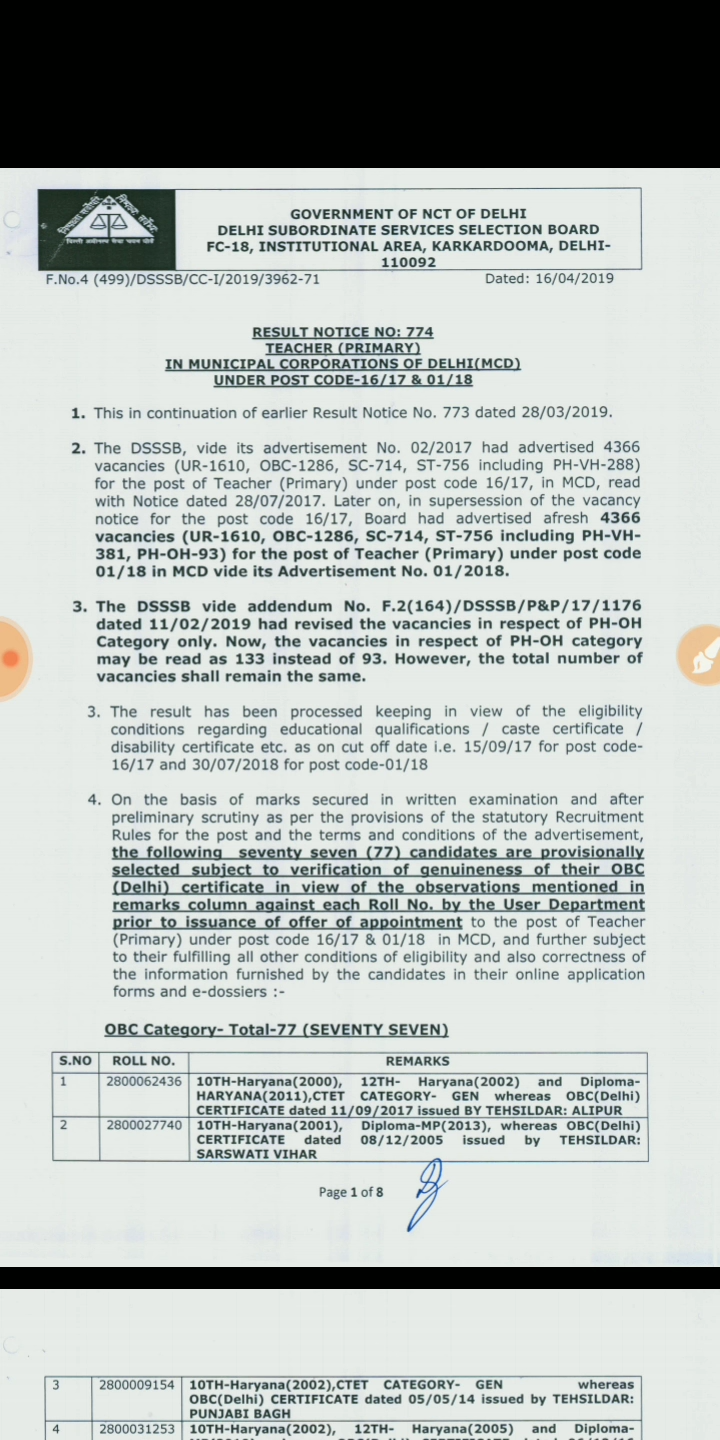 GOVERNMENT OF NCT OF DELHI
DELHI SUBORDINATE SERVICES SELECTION BOARD
FC-18, INSTITUTIONAL AREA, KARKARDOOMA, DELHI-
110092
F.No.4 (499)/DSSSB/CC-I/2019/3962-71 Dated: 16/04/2019
RESULT NOTICE NO: 774
TEACHER (PRIMARY)
IN MUNICIPAL CORPORATIONS OF DELHI(MCD)
UNDER POST CODE-16/17 & 01/18
1. This in continuation of earlier Result Notice No. 773 dated 28/03/2019.
2. The DSSSB, vide its advertisement No. 02/2017 had advertised 4366
vacancies (UR-1610, OBC-1286, SC-714, ST-756 including PH-VH-288)
for the post of Teacher (Primary) under post code 16/17, in MCD, read
with Notice dated 28/07/2017. Later on, in supersession of the vacancy
notice for the post code 16/17, Board had advertised afresh 4366
vacancies (UR-1610, OBC-1286, SC-714, ST-756 including PH-VH-
381, PH-OH-93) for the post of Teacher (Primary) under post code
01/18 in MCD vide its Advertisement No. 01/2018.
3. The DSSSB vide addendum No. F.2(164)/DSSSB/P&P/17/1176
dated 11/02/2019 had revised the vacancies in respect of PH-OH
Category only. Now, the vacancies in respect of PH-OH category
may be read as 133 instead of 93. However, the total number of
vacancies shall remain the same.
3. The result has been processed keeping in view of the eligibility
conditions regarding educational qualifications / caste certificate /
disability certificate etc. as on cut off date i.e. 15/09/17 for post code-
16/17 and 30/07/2018 for post code-01/18
4. On the basis of marks secured in written examination and after
preliminary scrutiny as per the provisions of the statutory Recruitment
Rules for the post and the terms and conditions of the advertisement,
the following seventy seven (77) candidates are provisionally
selected subject to verification of genuineness of their OBC
(Delhi) certificate in view of the observations mentioned in
remarks column against each Roll No. by the User Department
prior to issuance of offer of appointment to the post of Teacher
(Primary) under post code 16/17 & 01/18 in MCD, and further subject
to their fulfilling all other conditions of eligibility and also correctness of
the information furnished by the candidates in their online application
forms and e-dossiers :-
OBC Category- Total-77 (SEVENTY SEVEN)
S.NO ROLL NO. REMARKS
1 2800062436 10TH-Haryana(2000), 12TH- Haryana(2002) and Diploma-
HARYANA(2011),CTET CATEGORY- GEN whereas OBC(Delhi)
CERTIFICATE dated 11/09/2017 issued BY TEHSILDAR: ALIPUR
2 2800027740 10TH-Haryana(2001), Diploma-MP(2013), whereas OBC(Delhi)
CERTIFICATE dated 08/12/2005 issued by TEHSILDAR:
SARSWATI VIHAR
Page 1 of 8
3 2800009154 10TH-Haryana(2002),CTET CATEGORY- GEN whereas
OBC(Delhi) CERTIFICATE dated 05/05/14 issued by TEHSILDAR:
PUNJABI BAGH
4 2800031253 10TH-Haryana(2002), 12TH- Haryana(2005) and Diploma-